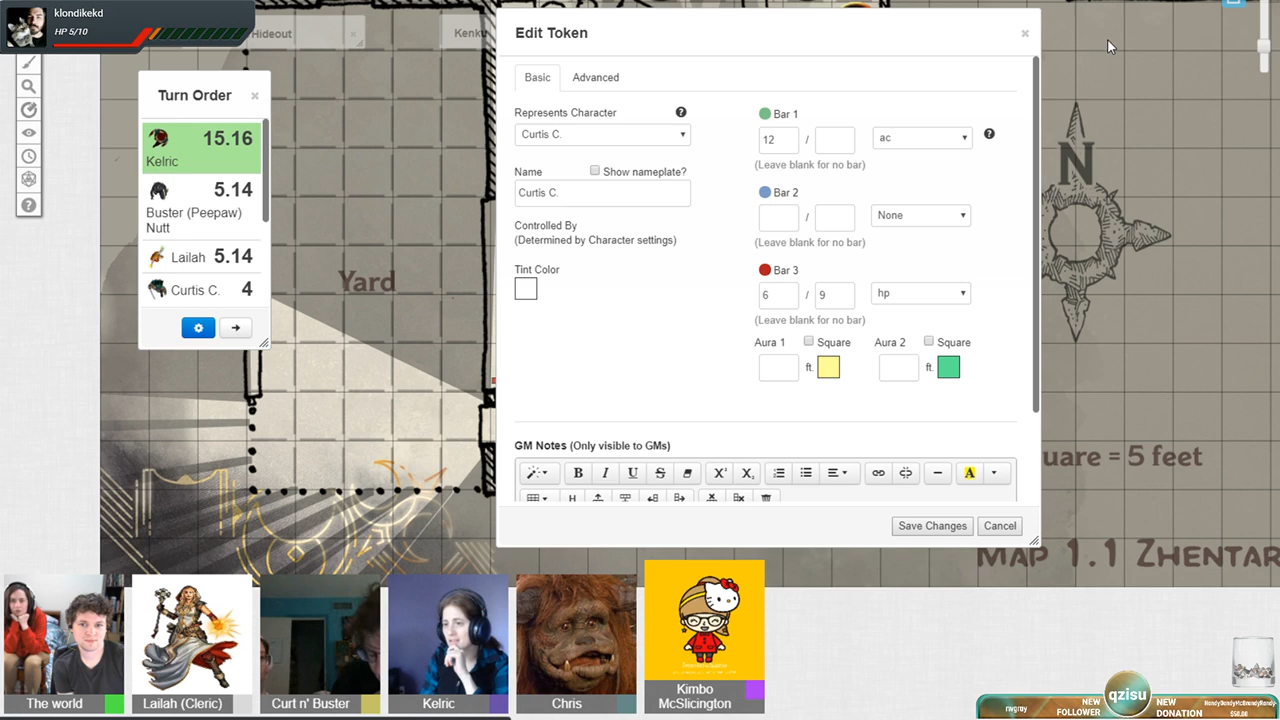 klondikekd
HP 5/10
Hideout
Kenku
Turn Order
15.16
Kelric
5.14
Buster (Peepaw)
Nutt
Lailah 5.14
Curtis C. 4
Yard
Edit Token
Basic Advanced
Represents Character
Curtis C.
Name Show nameplate?
Curtis C.
Controlled By
(Determined by Character settings)
Tint Color
Bar 1
12 / ac
(Leave blank for no bar)
Bar 2
/ None
(Leave blank for no bar)
Bar 3
6 / 9 hp
(Leave blank for no bar)
Aura 1 Square Aura 2 Square
ft. ft.
GM Notes (Only visible to GMs)
B I U S X² X₂ A
H
Save Changes Cancel
N
uare = 5 feet
Map 1.1 Zhentar
The world
Lailah (Cleric)
Curt n' Buster
Kelric
Chris
Kimbo
McSlicington
rwgray
NEW
FOLLOWER
qzisu
NEW
DONATION
$50.00